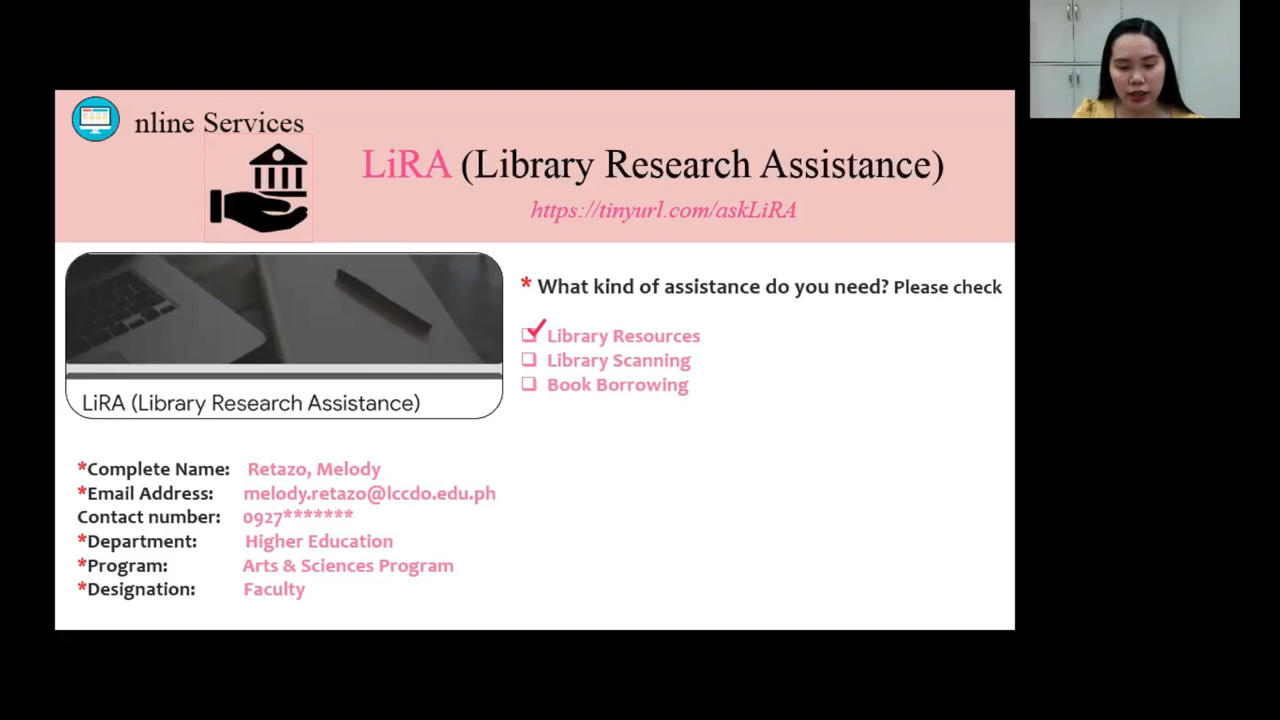 nline Services
LiRA (Library Research Assistance)
https://tinyurl.com/askLiRA
LiRA (Library Research Assistance)
*Complete Name: Retazo, Melody
*Email Address: melody.retazo@lccdo.edu.ph
Contact number: 0927*******
*Department: Higher Education
*Program: Arts & Sciences Program
*Designation: Faculty
* What kind of assistance do you need? Please check
Library Resources
Library Scanning
Book Borrowing